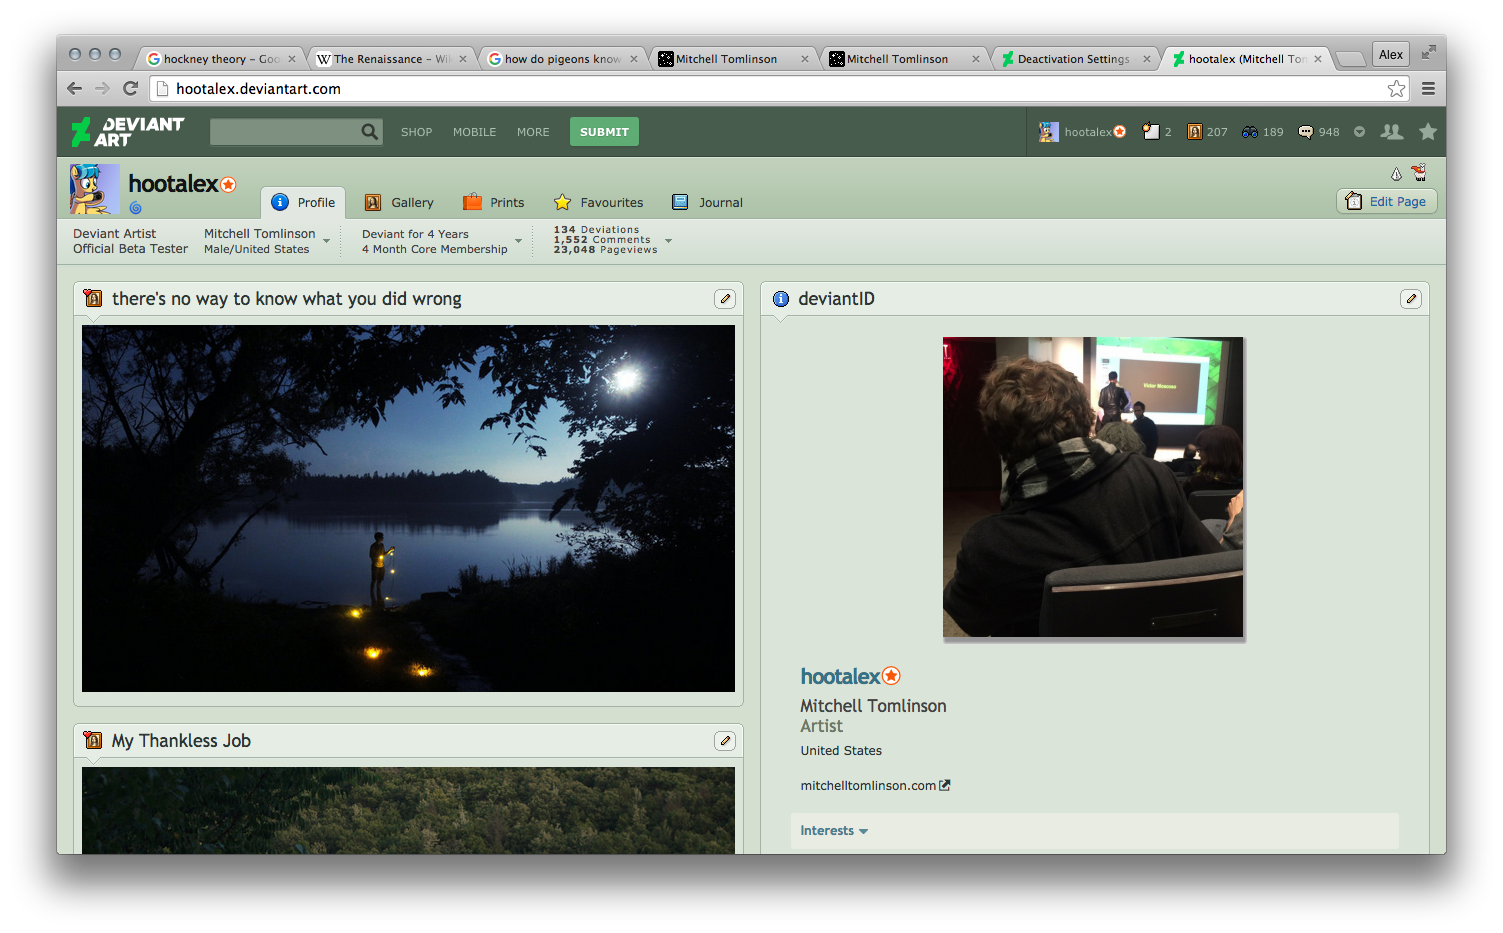 hockney theory - Goo
The Renaissance - Wik
how do pigeons know
Mitchell Tomlinson
Mitchell Tomlinson
Deactivation Settings
hootalex (Mitchell Tom
Alex
hootalex.deviantart.com
DEVIANT
ART
SHOP
MOBILE
MORE
SUBMIT
hootalex
2
207
189
948
hootalex
Profile
Gallery
Prints
Favourites
Journal
Edit Page
Deviant Artist
Official Beta Tester
Mitchell Tomlinson
Male/United States
Deviant for 4 Years
4 Month Core Membership
134 Deviations
1,552 Comments
23,048 Pageviews
there's no way to know what you did wrong
My Thankless Job
deviantID
hootalex
Mitchell Tomlinson
Artist
United States
mitchelltomlinson.com
Interests